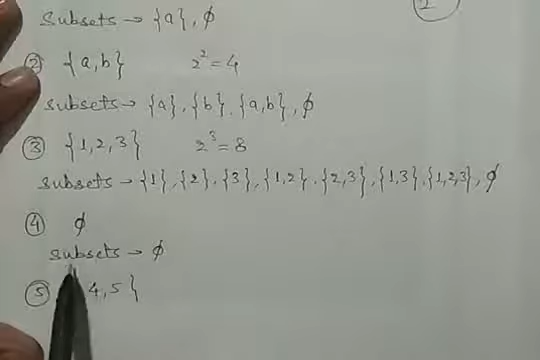 Subsets → {a}, ϕ
② {a,b} 2² = 4
Subsets → {a}, {b}, {a,b}, ϕ
③ {1,2,3} 2³ = 8
Subsets → {1}, {2}, {3}, {1,2}, {2,3}, {1,3}, {1,2,3}, ϕ
④ ϕ
Subsets → ϕ
⑤ 4,5}